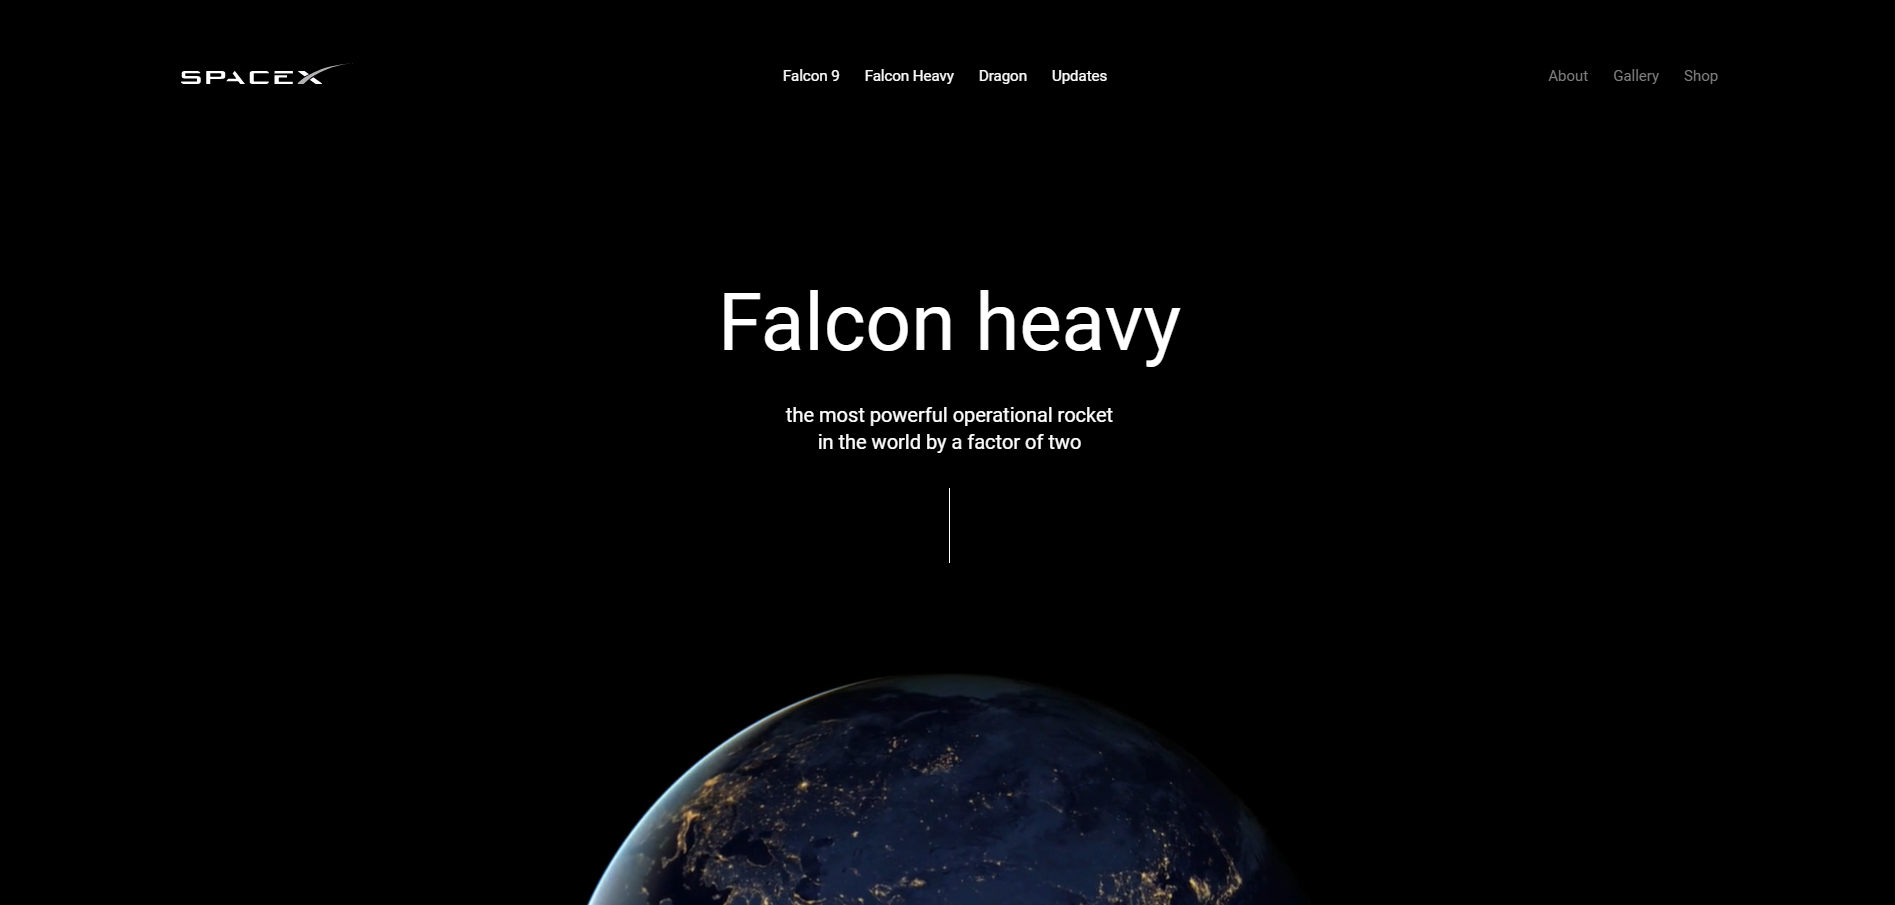 SPACEX
Falcon 9 Falcon Heavy Dragon Updates
About Gallery Shop
Falcon heavy
the most powerful operational rocket
in the world by a factor of two